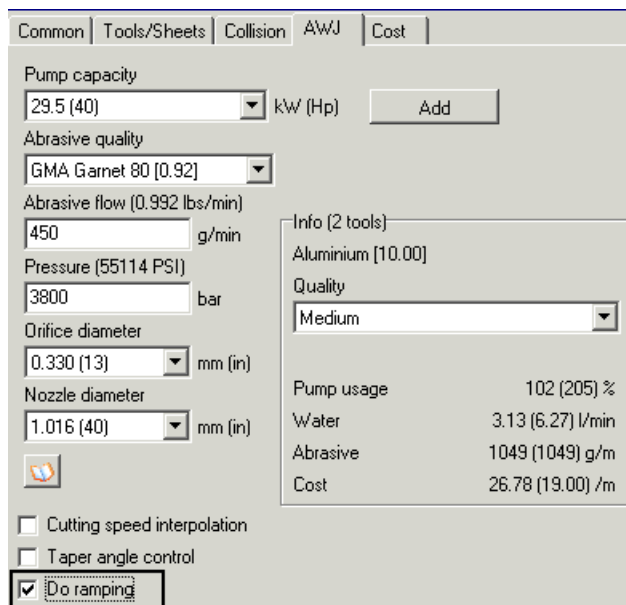 Common Tools/Sheets Collision AWJ Cost
Pump capacity
29.5 (40) kW (Hp) Add
Abrasive quality
GMA Garnet 80 [0.92]
Abrasive flow (0.992 lbs/min)
450 g/min
Pressure (55114 PSI)
3800 bar
Orifice diameter
0.330 (13) mm (in)
Nozzle diameter
1.016 (40) mm (in)
Info (2 tools)
Aluminium [10.00]
Quality
Medium
Pump usage 102 (205) %
Water 3.13 (6.27) l/min
Abrasive 1049 (1049) g/m
Cost 26.78 (19.00) /m
Cutting speed interpolation
Taper angle control
Do ramping